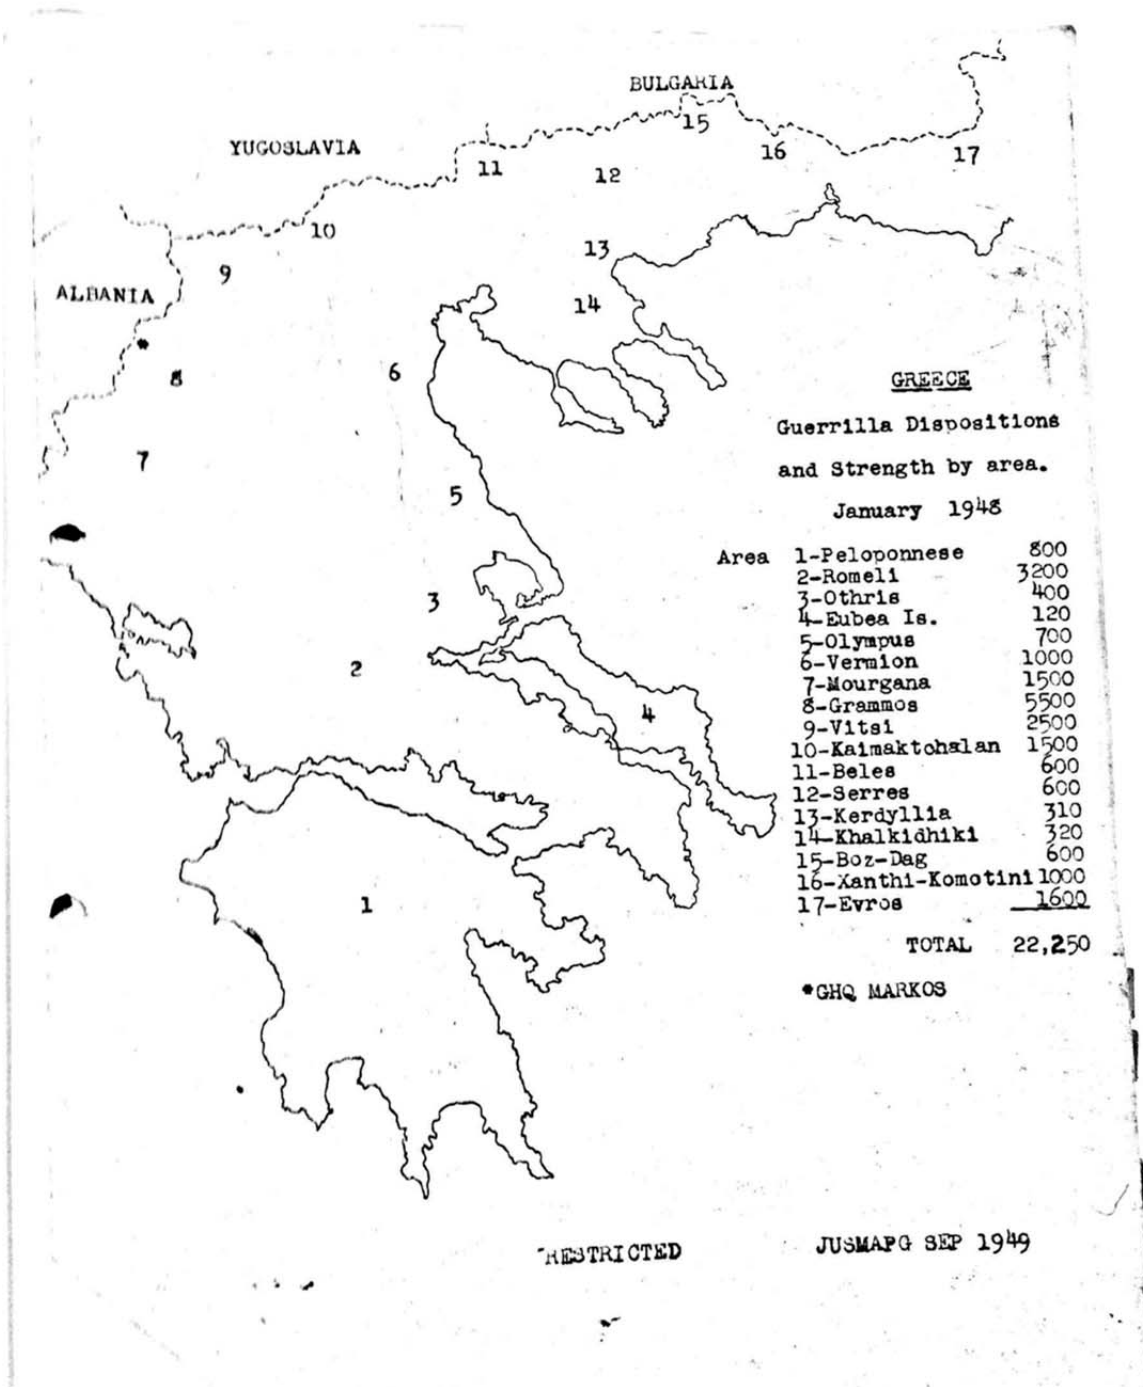 BULGARIA
YUGOSLAVIA
15
16
17
11
12
10
13
9
ALBANIA
14
*
8
6
7
5
3
2
4
1
GREECE
Guerrilla Dispositions
and Strength by area.
January 1948
Area 1-Peloponnese 800
2-Romeli 3200
3-Othris 400
4-Eubea Is. 120
5-Olympus 700
6-Vermion 1000
7-Mourgana 1500
8-Grammos 5500
9-Vitsi 2500
10-Kaimaktchalan 1500
11-Beles 600
12-Serres 600
13-Kerdyllia 310
14-Khalkidhiki 320
15-Boz-Dag 600
16-Xanthi-Komotini 1000
17-Evros 1600
TOTAL 22,250
*GHQ MARKOS
RESTRICTED
JUSMAPG SEP 1949